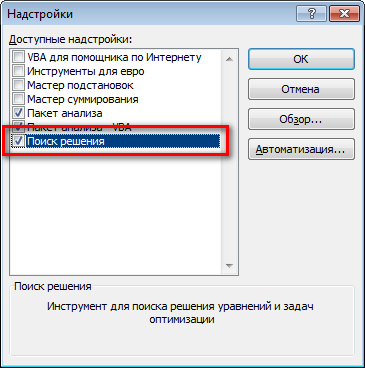 Надстройки
Доступные надстройки:
VBA для помощника по Интернету
Инструменты для евро
Мастер подстановок
Мастер суммирования
Пакет анализа
Пакет анализа - VBA
Поиск решения
ОК
Отмена
Обзор...
Автоматизация...
Поиск решения
Инструмент для поиска решения уравнений и задач
оптимизации